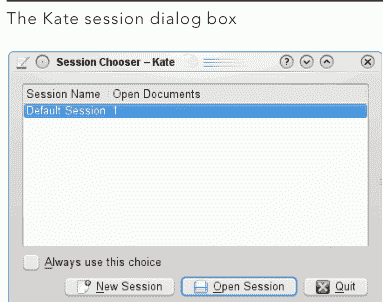 The Kate session dialog box
Session Chooser – Kate
Session Name Open Documents
Default Session 1
Always use this choice
New Session Open Session Quit